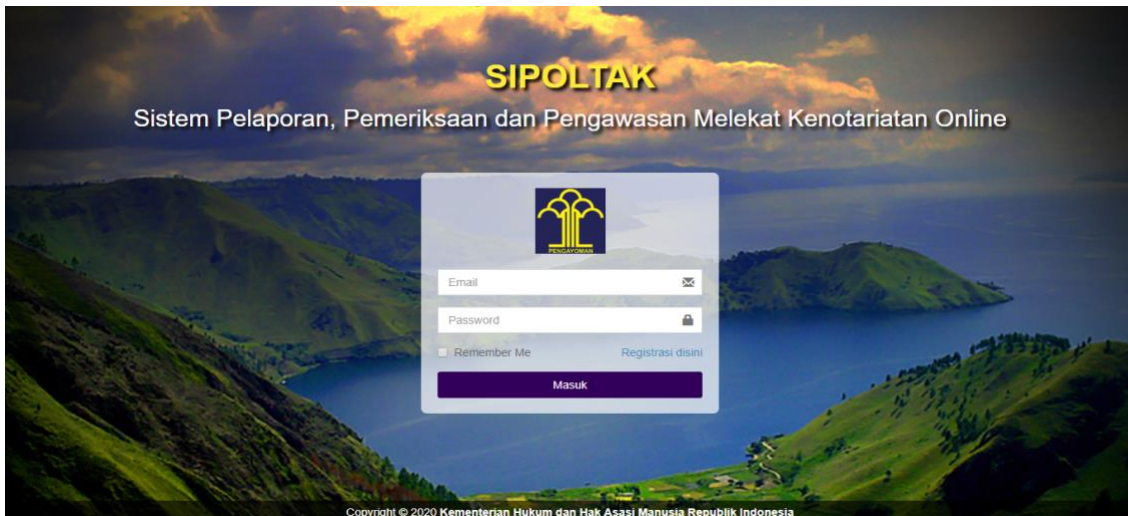 SIPOLTAK
Sistem Pelaporan, Pemeriksaan dan Pengawasan Melekat Kenotariatan Online
PENGAYOMAN
Email
Password
Remember Me Registrasi disini
Masuk
Copyright © 2020 Kementerian Hukum dan Hak Asasi Manusia Republik Indonesia